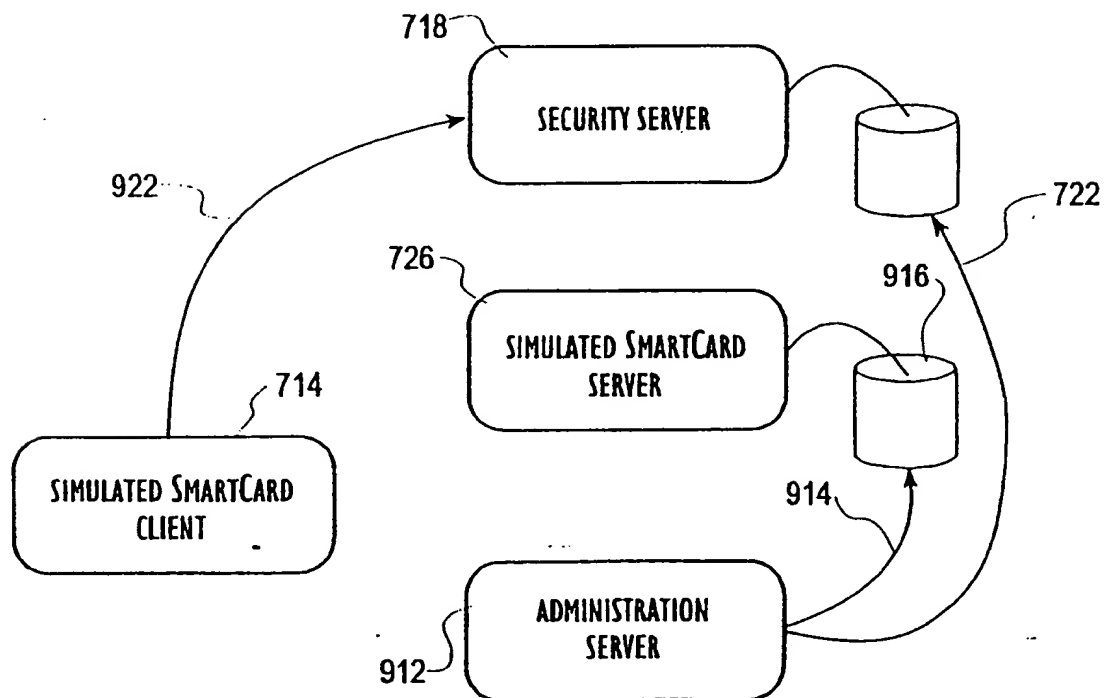 718
SECURITY SERVER
922
722
726
916
SIMULATED SMARTCARD
SERVER
714
SIMULATED SMARTCARD
CLIENT
914
ADMINISTRATION
SERVER
912